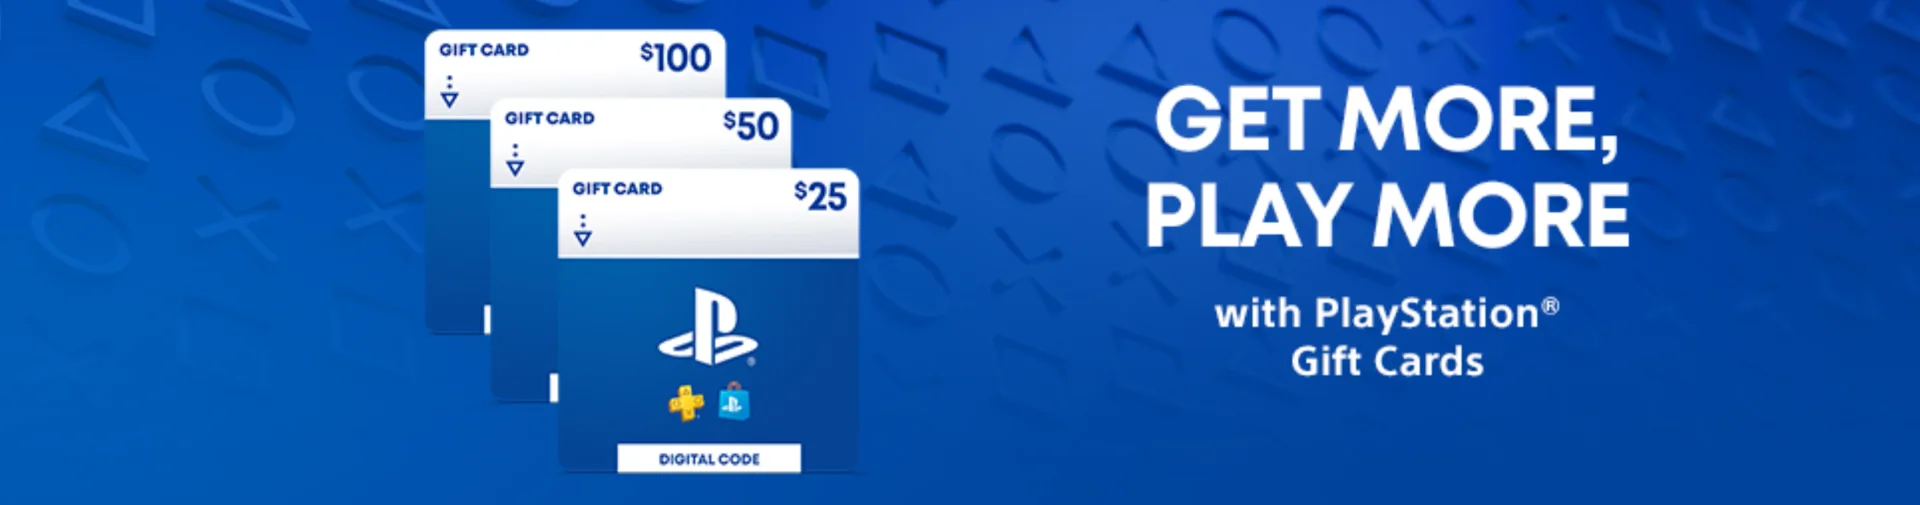 GIFT CARD $100
GIFT CARD $50
GIFT CARD $25
DIGITAL CODE
GET MORE,
PLAY MORE
with PlayStation®
Gift Cards